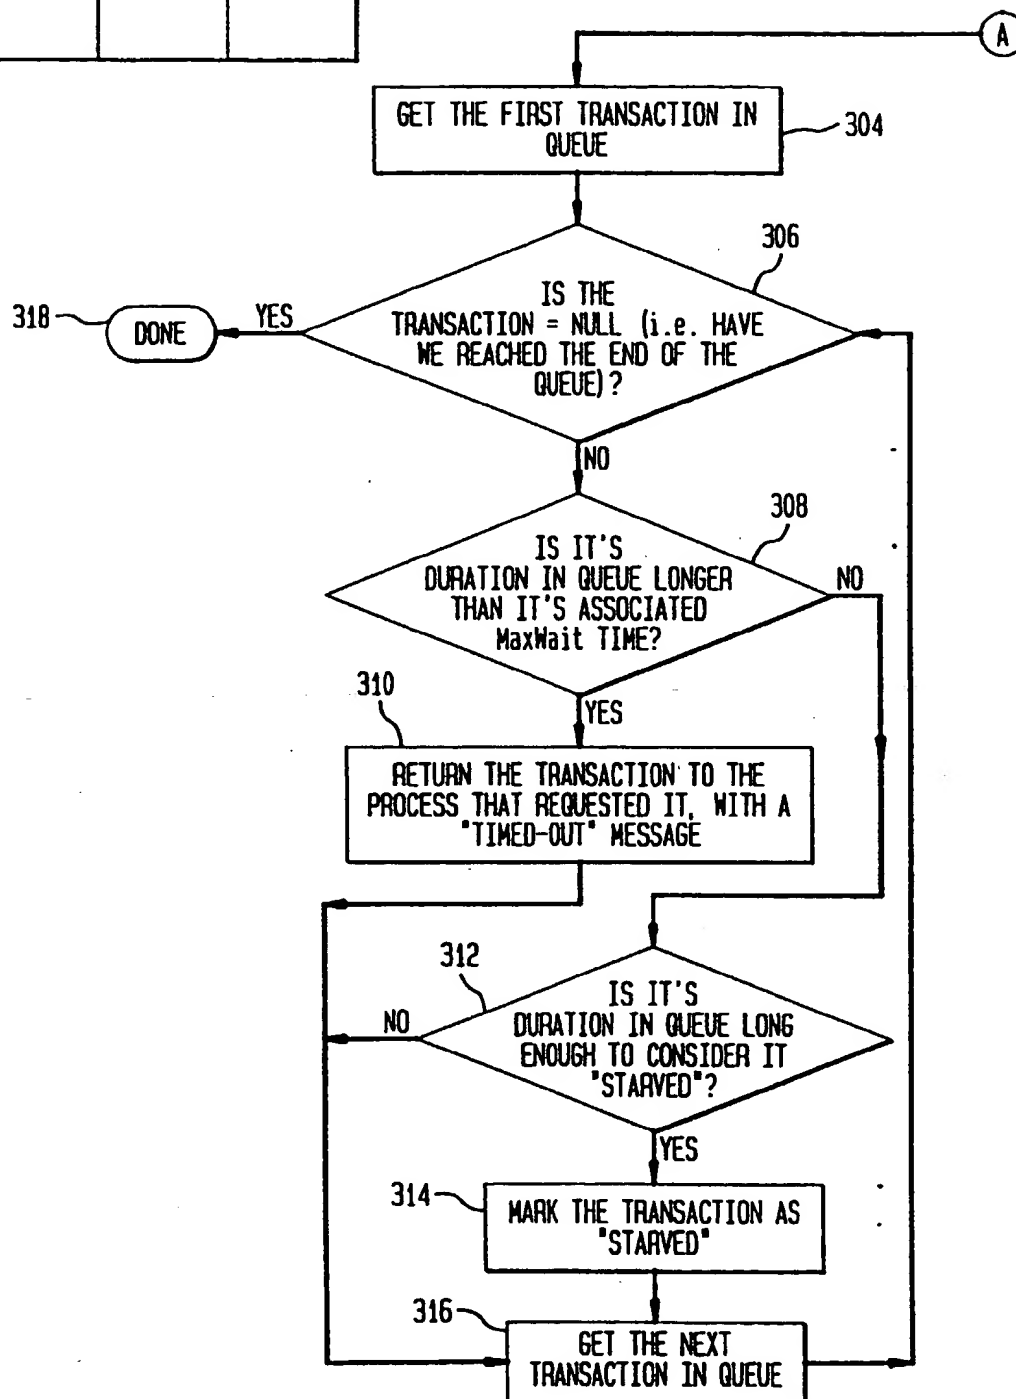 A
GET THE FIRST TRANSACTION IN
QUEUE
304
306
IS THE
TRANSACTION = NULL (i.e. HAVE
WE REACHED THE END OF THE
QUEUE)?
318
DONE
YES
NO
308
IS IT'S
DURATION IN QUEUE LONGER
THAN IT'S ASSOCIATED
MaxWait TIME?
NO
YES
310
RETURN THE TRANSACTION TO THE
PROCESS THAT REQUESTED IT, WITH A
"TIMED-OUT" MESSAGE
312
IS IT'S
DURATION IN QUEUE LONG
ENOUGH TO CONSIDER IT
"STARVED"?
NO
YES
314
MARK THE TRANSACTION AS
"STARVED"
316
GET THE NEXT
TRANSACTION IN QUEUE